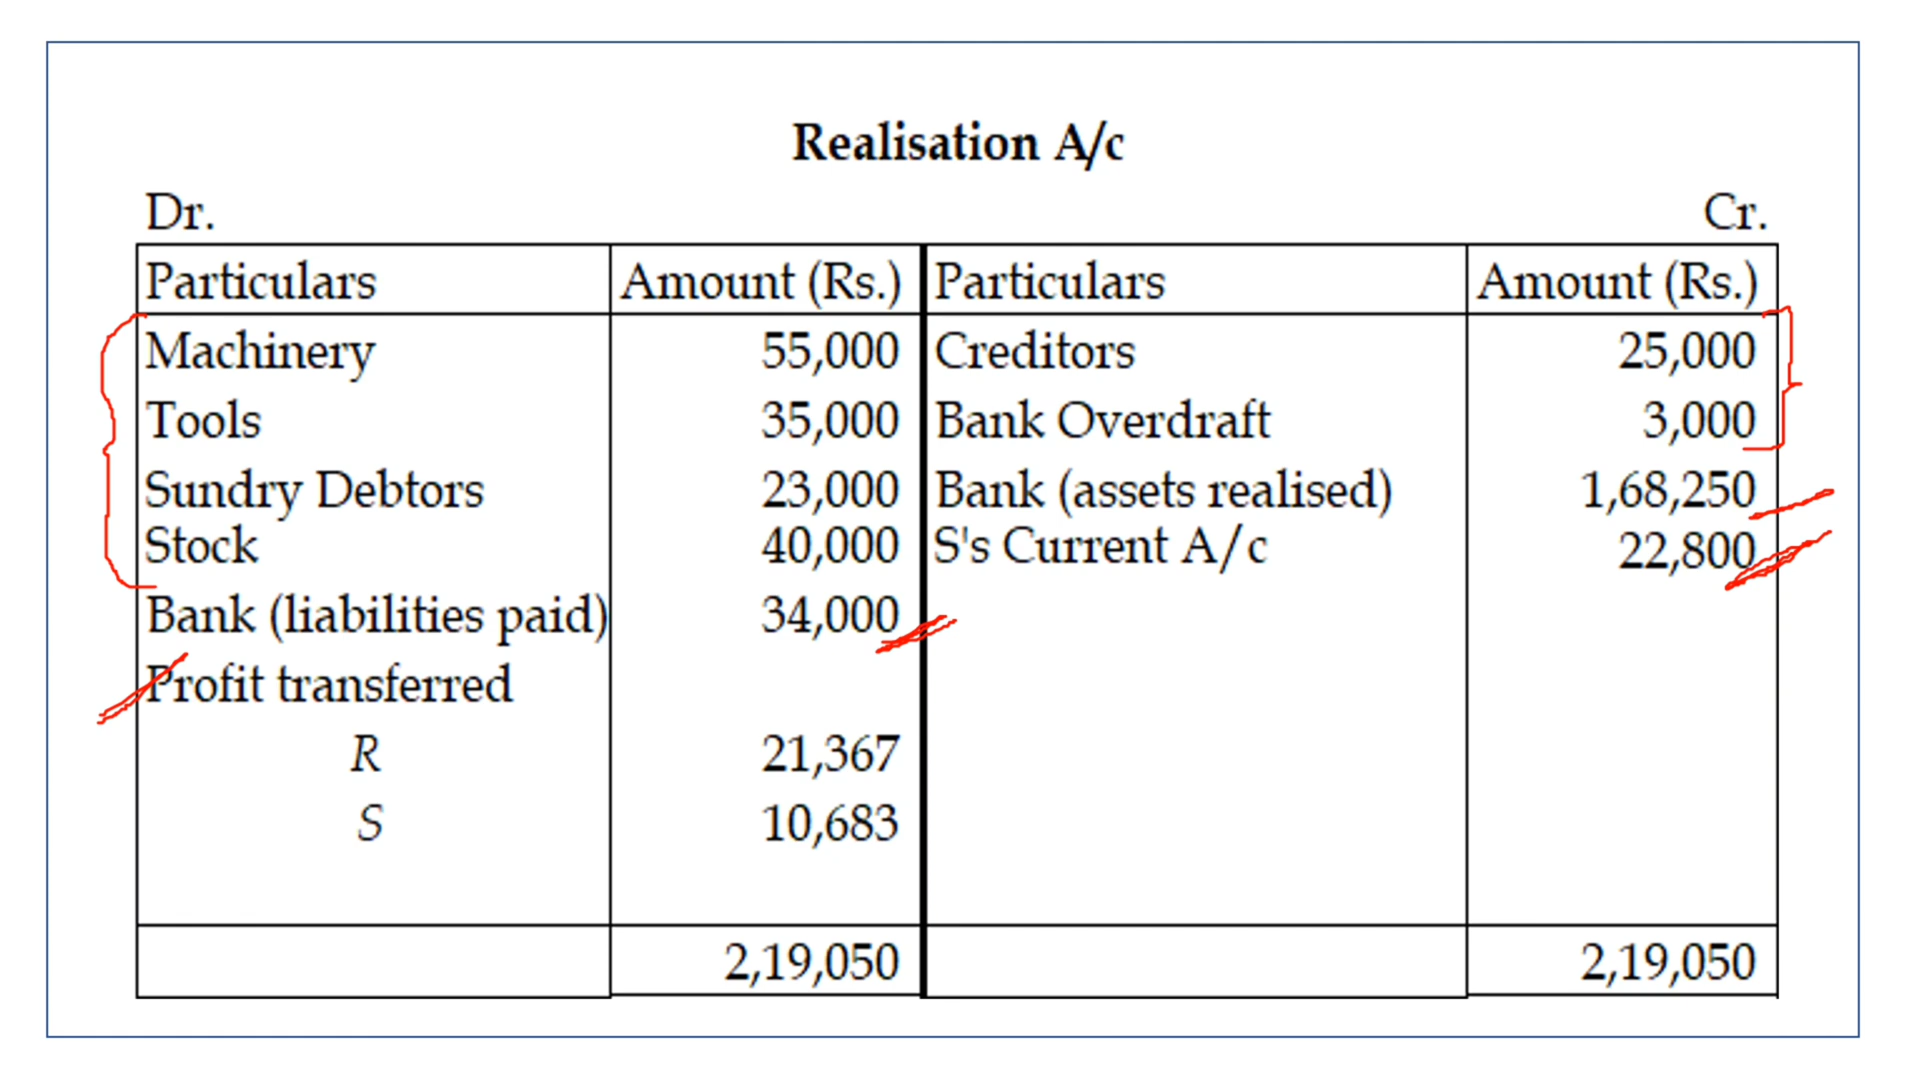 Realisation A/c
Dr. Cr.
Particulars Amount (Rs.) Particulars Amount (Rs.)
Machinery 55,000 Creditors 25,000
Tools 35,000 Bank Overdraft 3,000
Sundry Debtors 23,000 Bank (assets realised) 1,68,250
Stock 40,000 S's Current A/c 22,800
Bank (liabilities paid) 34,000
Profit transferred
R 21,367
S 10,683
2,19,050 2,19,050